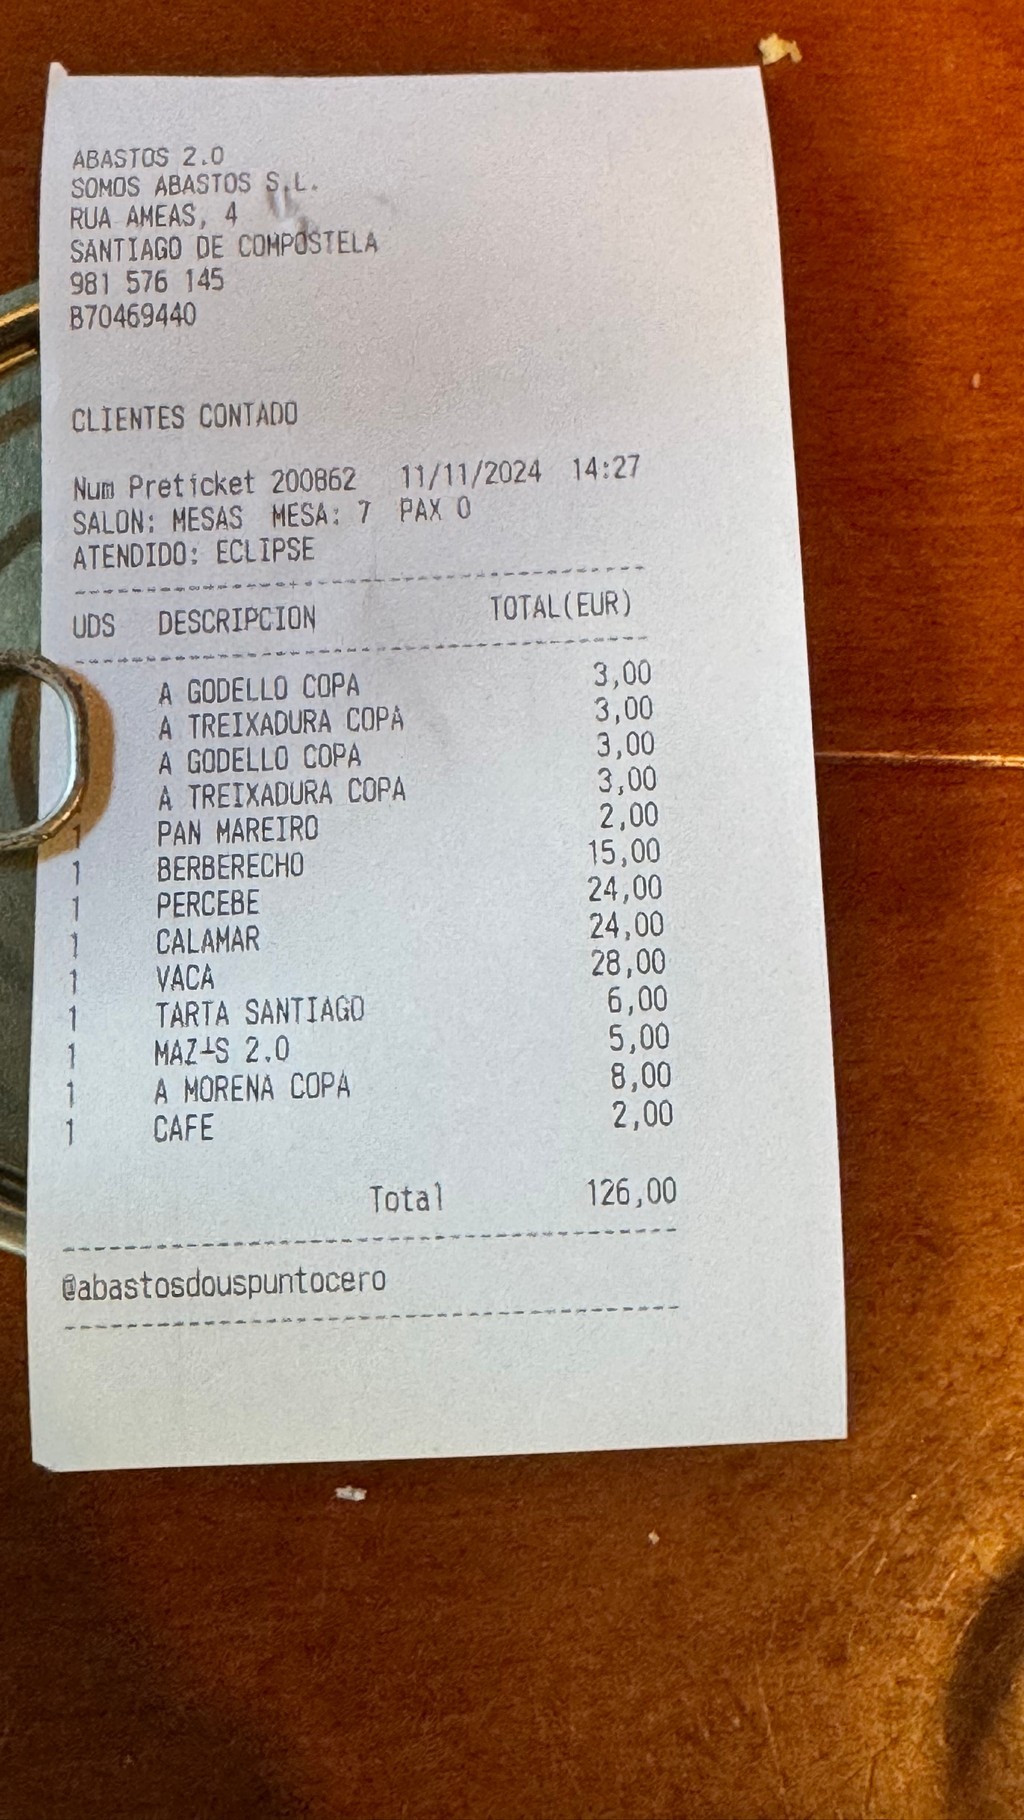 ABASTOS 2.0
SOMOS ABASTOS S.L.
RUA AMEAS, 4
SANTIAGO DE COMPOSTELA
981 576 145
B70469440
CLIENTES CONTADO
Num Preticket 200862 11/11/2024 14:27
SALON: MESAS MESA: 7 PAX 0
ATENDIDO: ECLIPSE
UDS DESCRIPCION TOTAL(EUR)
A GODELLO COPA 3,00
A TREIXADURA COPA 3,00
A GODELLO COPA 3,00
A TREIXADURA COPA 3,00
1 PAN MAREIRO 2,00
1 BERBERECHO 15,00
1 PERCEBE 24,00
1 CALAMAR 24,00
1 VACA 28,00
1 TARTA SANTIAGO 6,00
1 MAZ┴S 2.0 5,00
1 A MORENA COPA 8,00
1 CAFE 2,00
Total 126,00
@abastosdouspuntocero